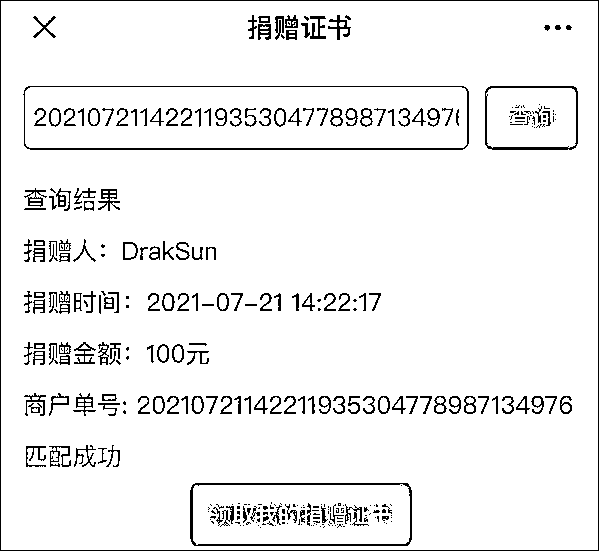 捐赠证书
20210721142211935304778987134976
查询
查询结果
捐赠人：DrakSun
捐赠时间：2021-07-21 14:22:17
捐赠金额：100元
商户单号: 20210721142211935304778987134976
匹配成功
领取我的捐赠证书